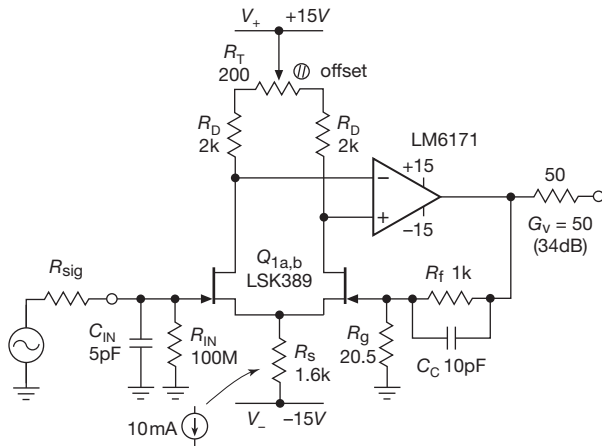 V+ +15V
RT
200
offset
RD
2k
RD
2k
LM6171
+15
−
+
−15
50
Gv = 50
(34dB)
Q1a,b
LSK389
Rsig
Rf 1k
CIN
5pF
RIN
100M
Rs
1.6k
Rg
20.5
CC 10pF
10mA
V− −15V